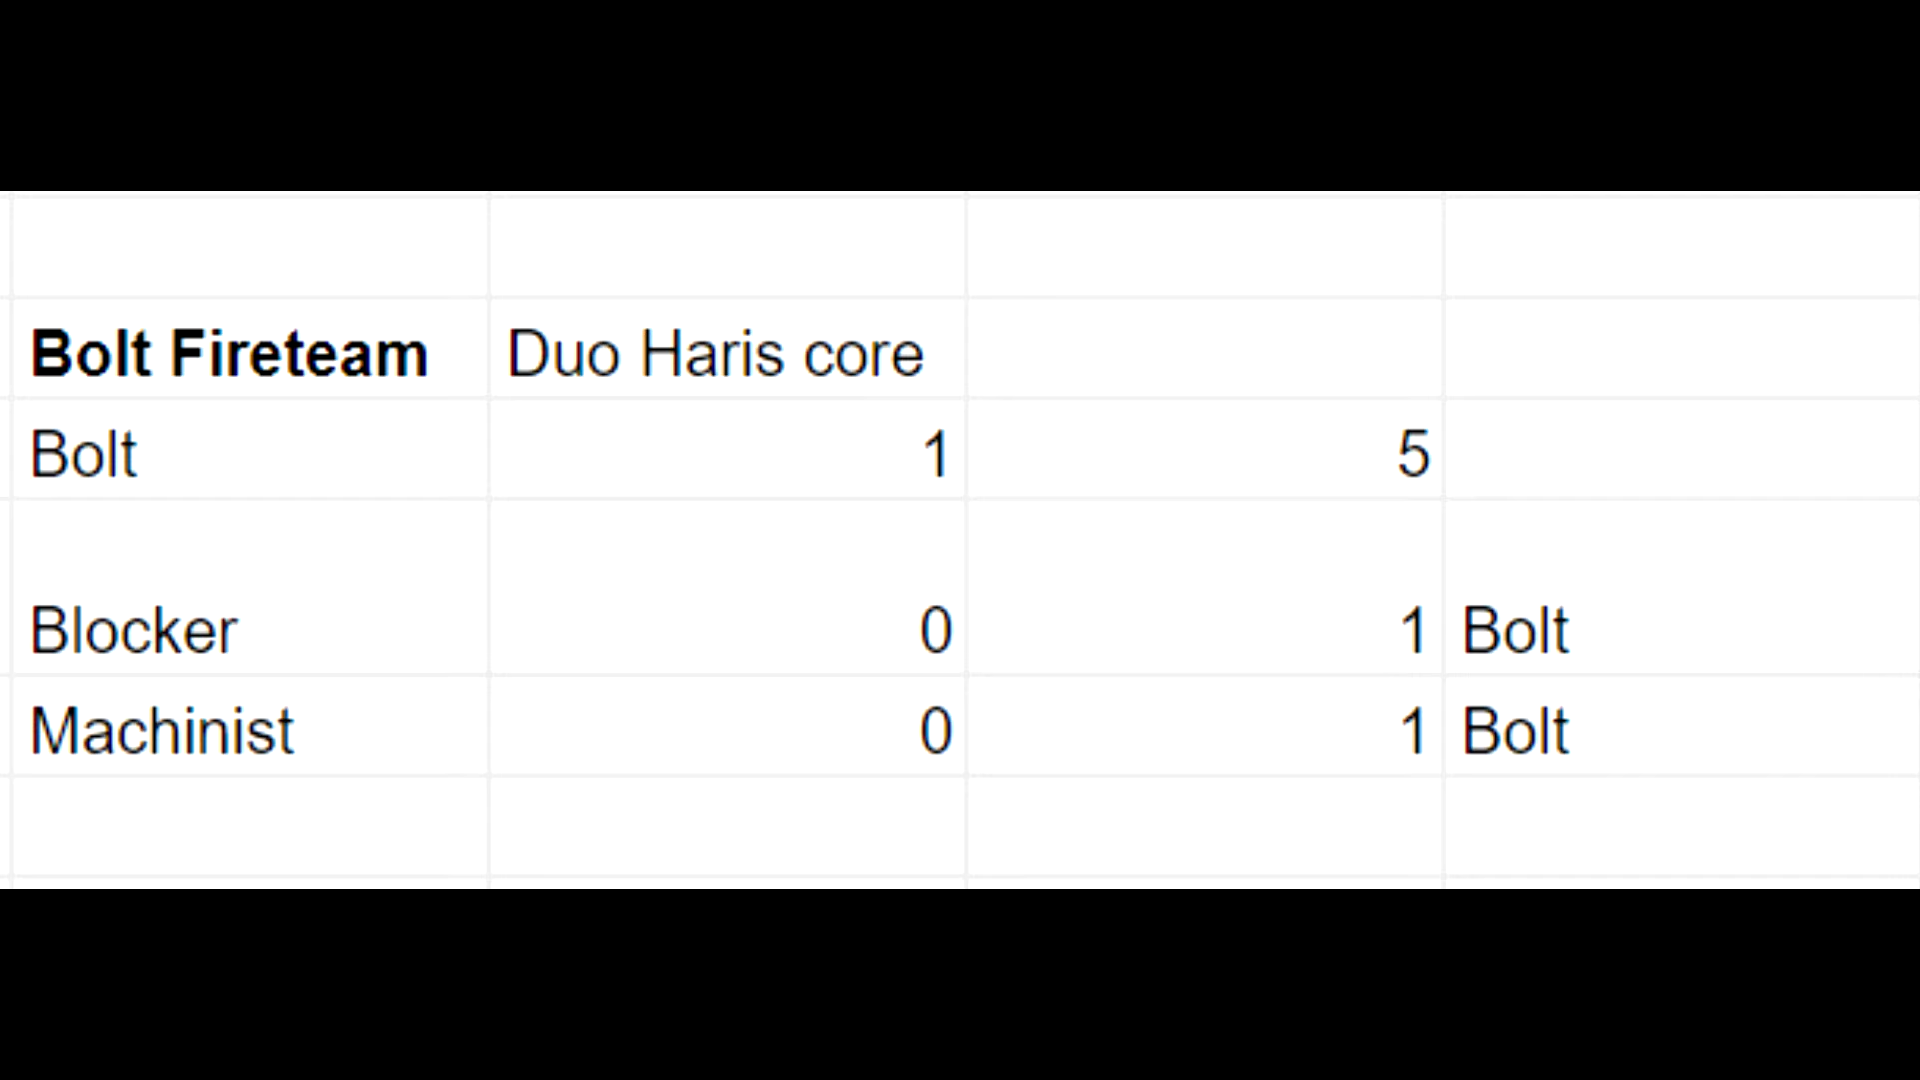 Bolt Fireteam Duo Haris core
Bolt 1 5
Blocker 0 1 Bolt
Machinist 0 1 Bolt